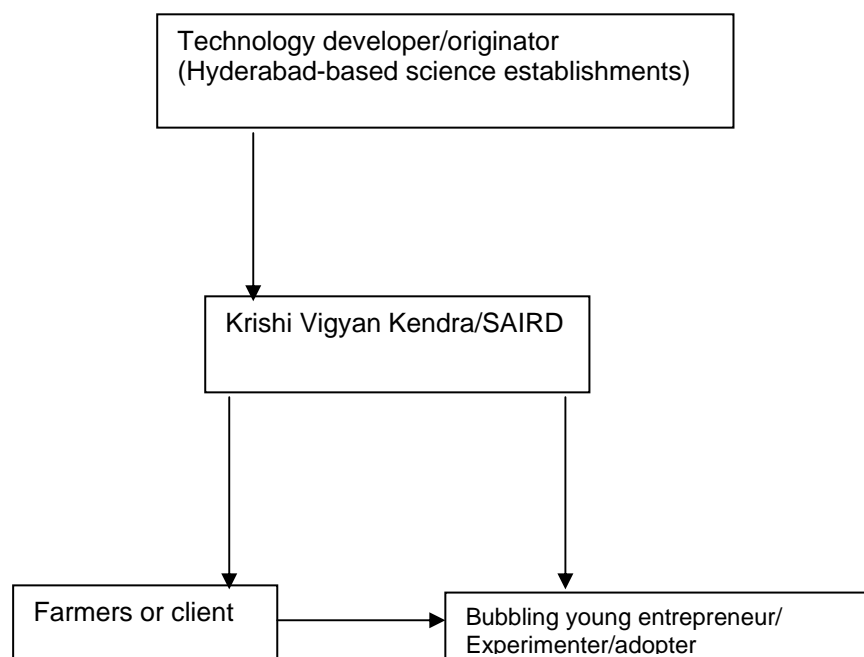 Technology developer/originator
(Hyderabad-based science establishments)
Krishi Vigyan Kendra/SAIRD
Farmers or client
Bubbling young entrepreneur/
Experimenter/adopter